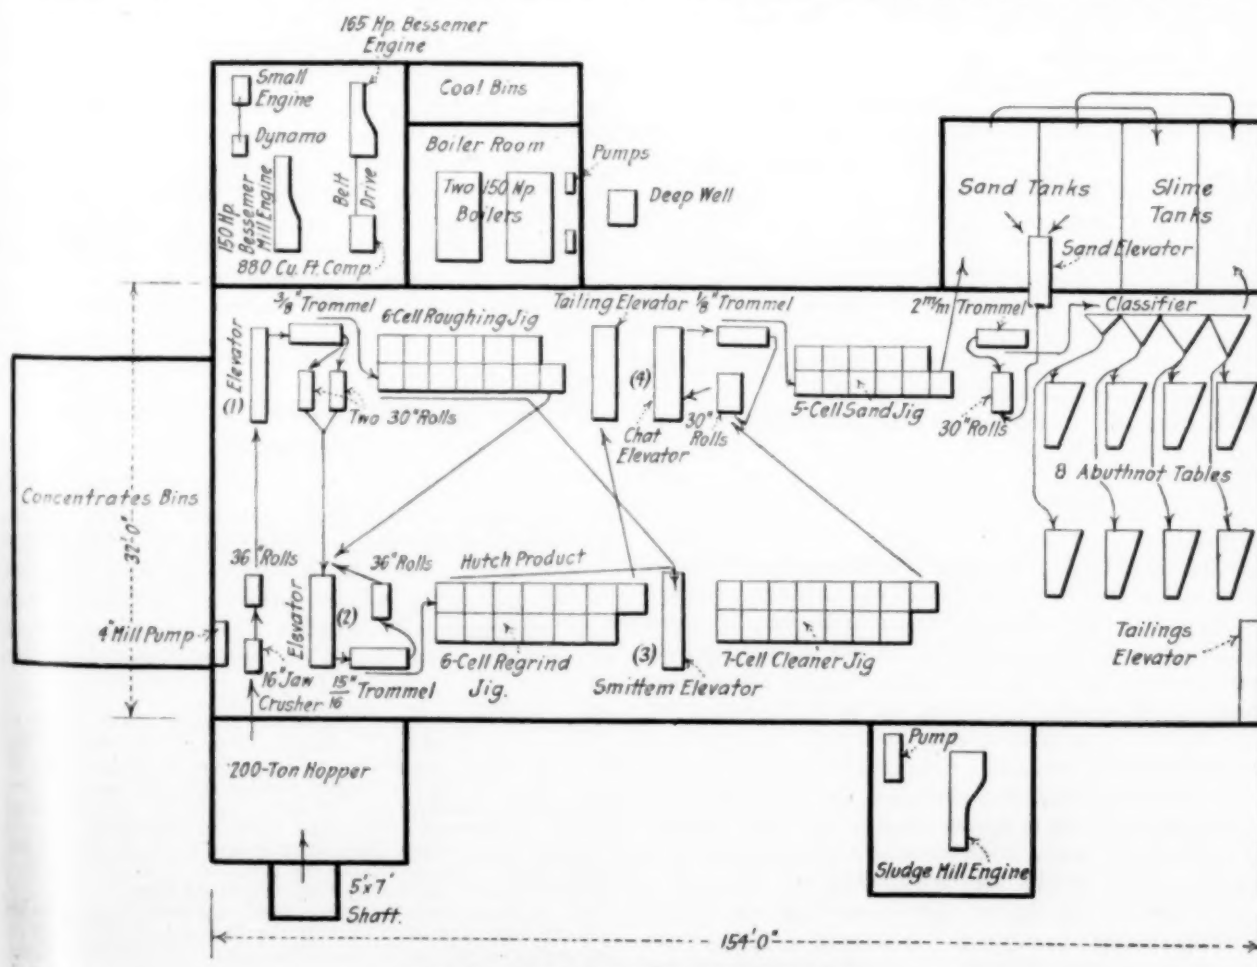 165 Hp. Bessemer
Engine
Small
Engine
Dynamo
150 Hp.
Bessemer
Mill Engine
Belt
Drive
880 Cu. Ft. Comp.
Coal Bins
Boiler Room
Two 150 Hp.
Boilers
Pumps
Deep Well
Sand Tanks
Slime
Tanks
Sand Elevator
3/8" Trommel
6-Cell Roughing Jig
Tailing Elevator
1/8" Trommel
2 m/m Trommel
Classifier
Elevator
(1)
Two 30" Rolls
(4)
Chat
Elevator
30"
Rolls
5-Cell Sand Jig
30" Rolls
8 Abuthnot Tables
Concentrates Bins
32'-0"
36" Rolls
Elevator
(2)
36" Rolls
Hutch Product
4" Mill Pump
16" Jaw
Crusher
15/16" Trommel
6-Cell Regrind
Jig.
(3)
Smittem Elevator
7-Cell Cleaner Jig
Tailings
Elevator
200-Ton Hopper
Pump
Sludge Mill Engine
5' x 7'
Shaft.
154'-0"